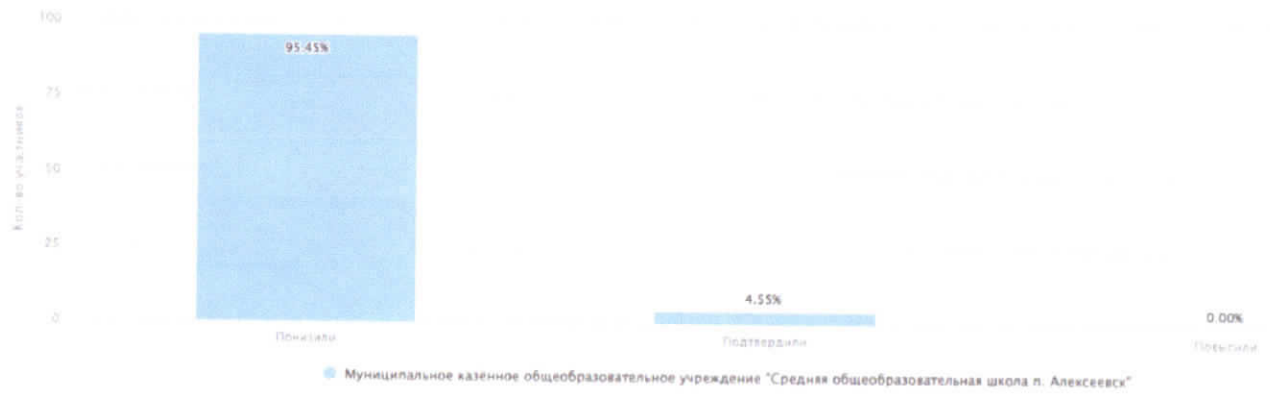 100
95.45%
75
Кол-во участников
50
25
4.55%
0
0.00%
Понизили
Подтвердили
Повысили
Муниципальное казенное общеобразовательное учреждение "Средняя общеобразовательная школа п. Алексеевск"